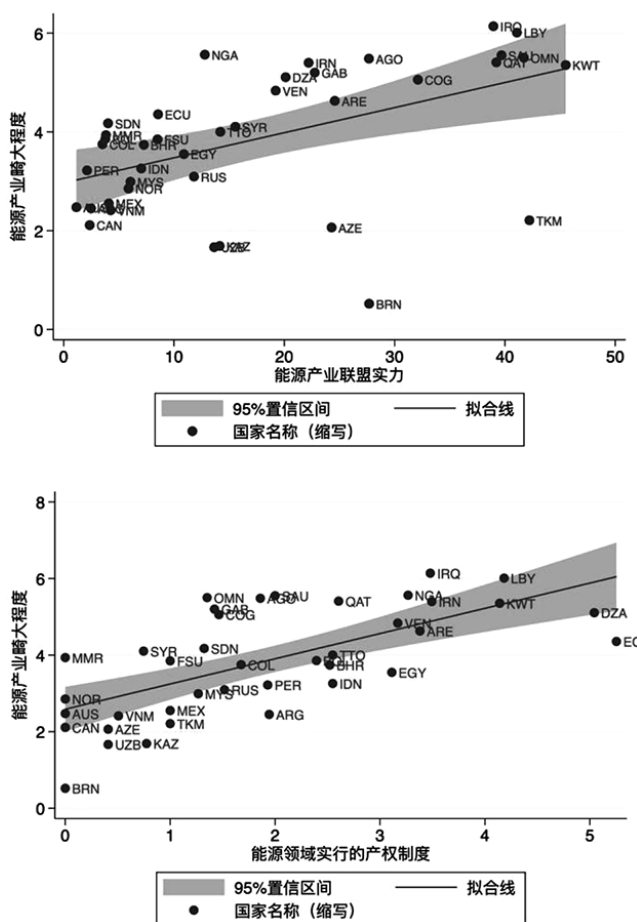 能源产业畸大程度
6
4
2
0
IRQ
LBY
NGA
SAU
OMN
IRN
AGO
QAT
KWT
GAB
DZA
COG
VEN
ARE
ECU
SDN
SYR
MMR
TTO
FSU
COL
BHR
EGY
PER
IDN
RUS
MYS
NOR
MEX
VNM
CAN
AZE
TKM
UZB
KAZ
BRN
0 10 20 30 40 50
能源产业联盟实力
95%置信区间 拟合线
国家名称（缩写）
能源产业畸大程度
8
6
4
2
0
IRQ
LBY
OMN
AGO
SAU
NGA
QAT
IRN
KWT
GAB
COG
DZA
VEN
ARE
SYR
SDN
MMR
TTO
FSU
COL
BHR
EGY
PER
IDN
RUS
MYS
NOR
MEX
AUS
VNM
ARG
TKM
CAN
AZE
UZB
KAZ
BRN
0 1 2 3 4 5
能源领域实行的产权制度
95%置信区间 拟合线
国家名称（缩写）